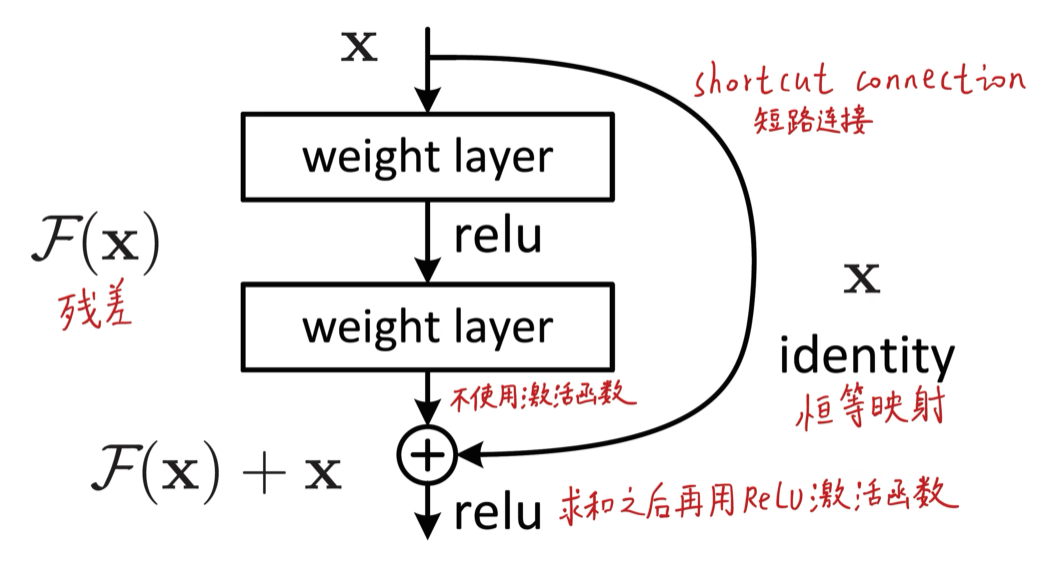 x
shortcut connection
短路连接
weight layer
F(x)
残差
relu
x
weight layer
identity
恒等映射
不使用激活函数
F(x) + x
relu 求和之后再用ReLU激活函数